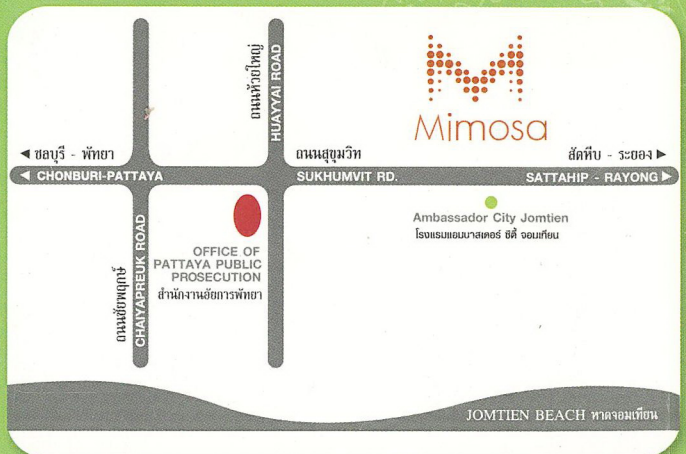 ถนนห้วยใหญ่
HUAYYAI ROAD
Mimosa
◄ ชลบุรี - พัทยา
ถนนสุขุมวิท
สัตหีบ - ระยอง ►
◄ CHONBURI-PATTAYA
SUKHUMVIT RD.
SATTAHIP - RAYONG ►
ถนนชัยพฤกษ์
CHAIYAPREUK ROAD
OFFICE OF
PATTAYA PUBLIC
PROSECUTION
สำนักงานอัยการพัทยา
Ambassador City Jomtien
โรงแรมแอมบาสเดอร์ ซิตี้ จอมเทียน
JOMTIEN BEACH หาดจอมเทียน